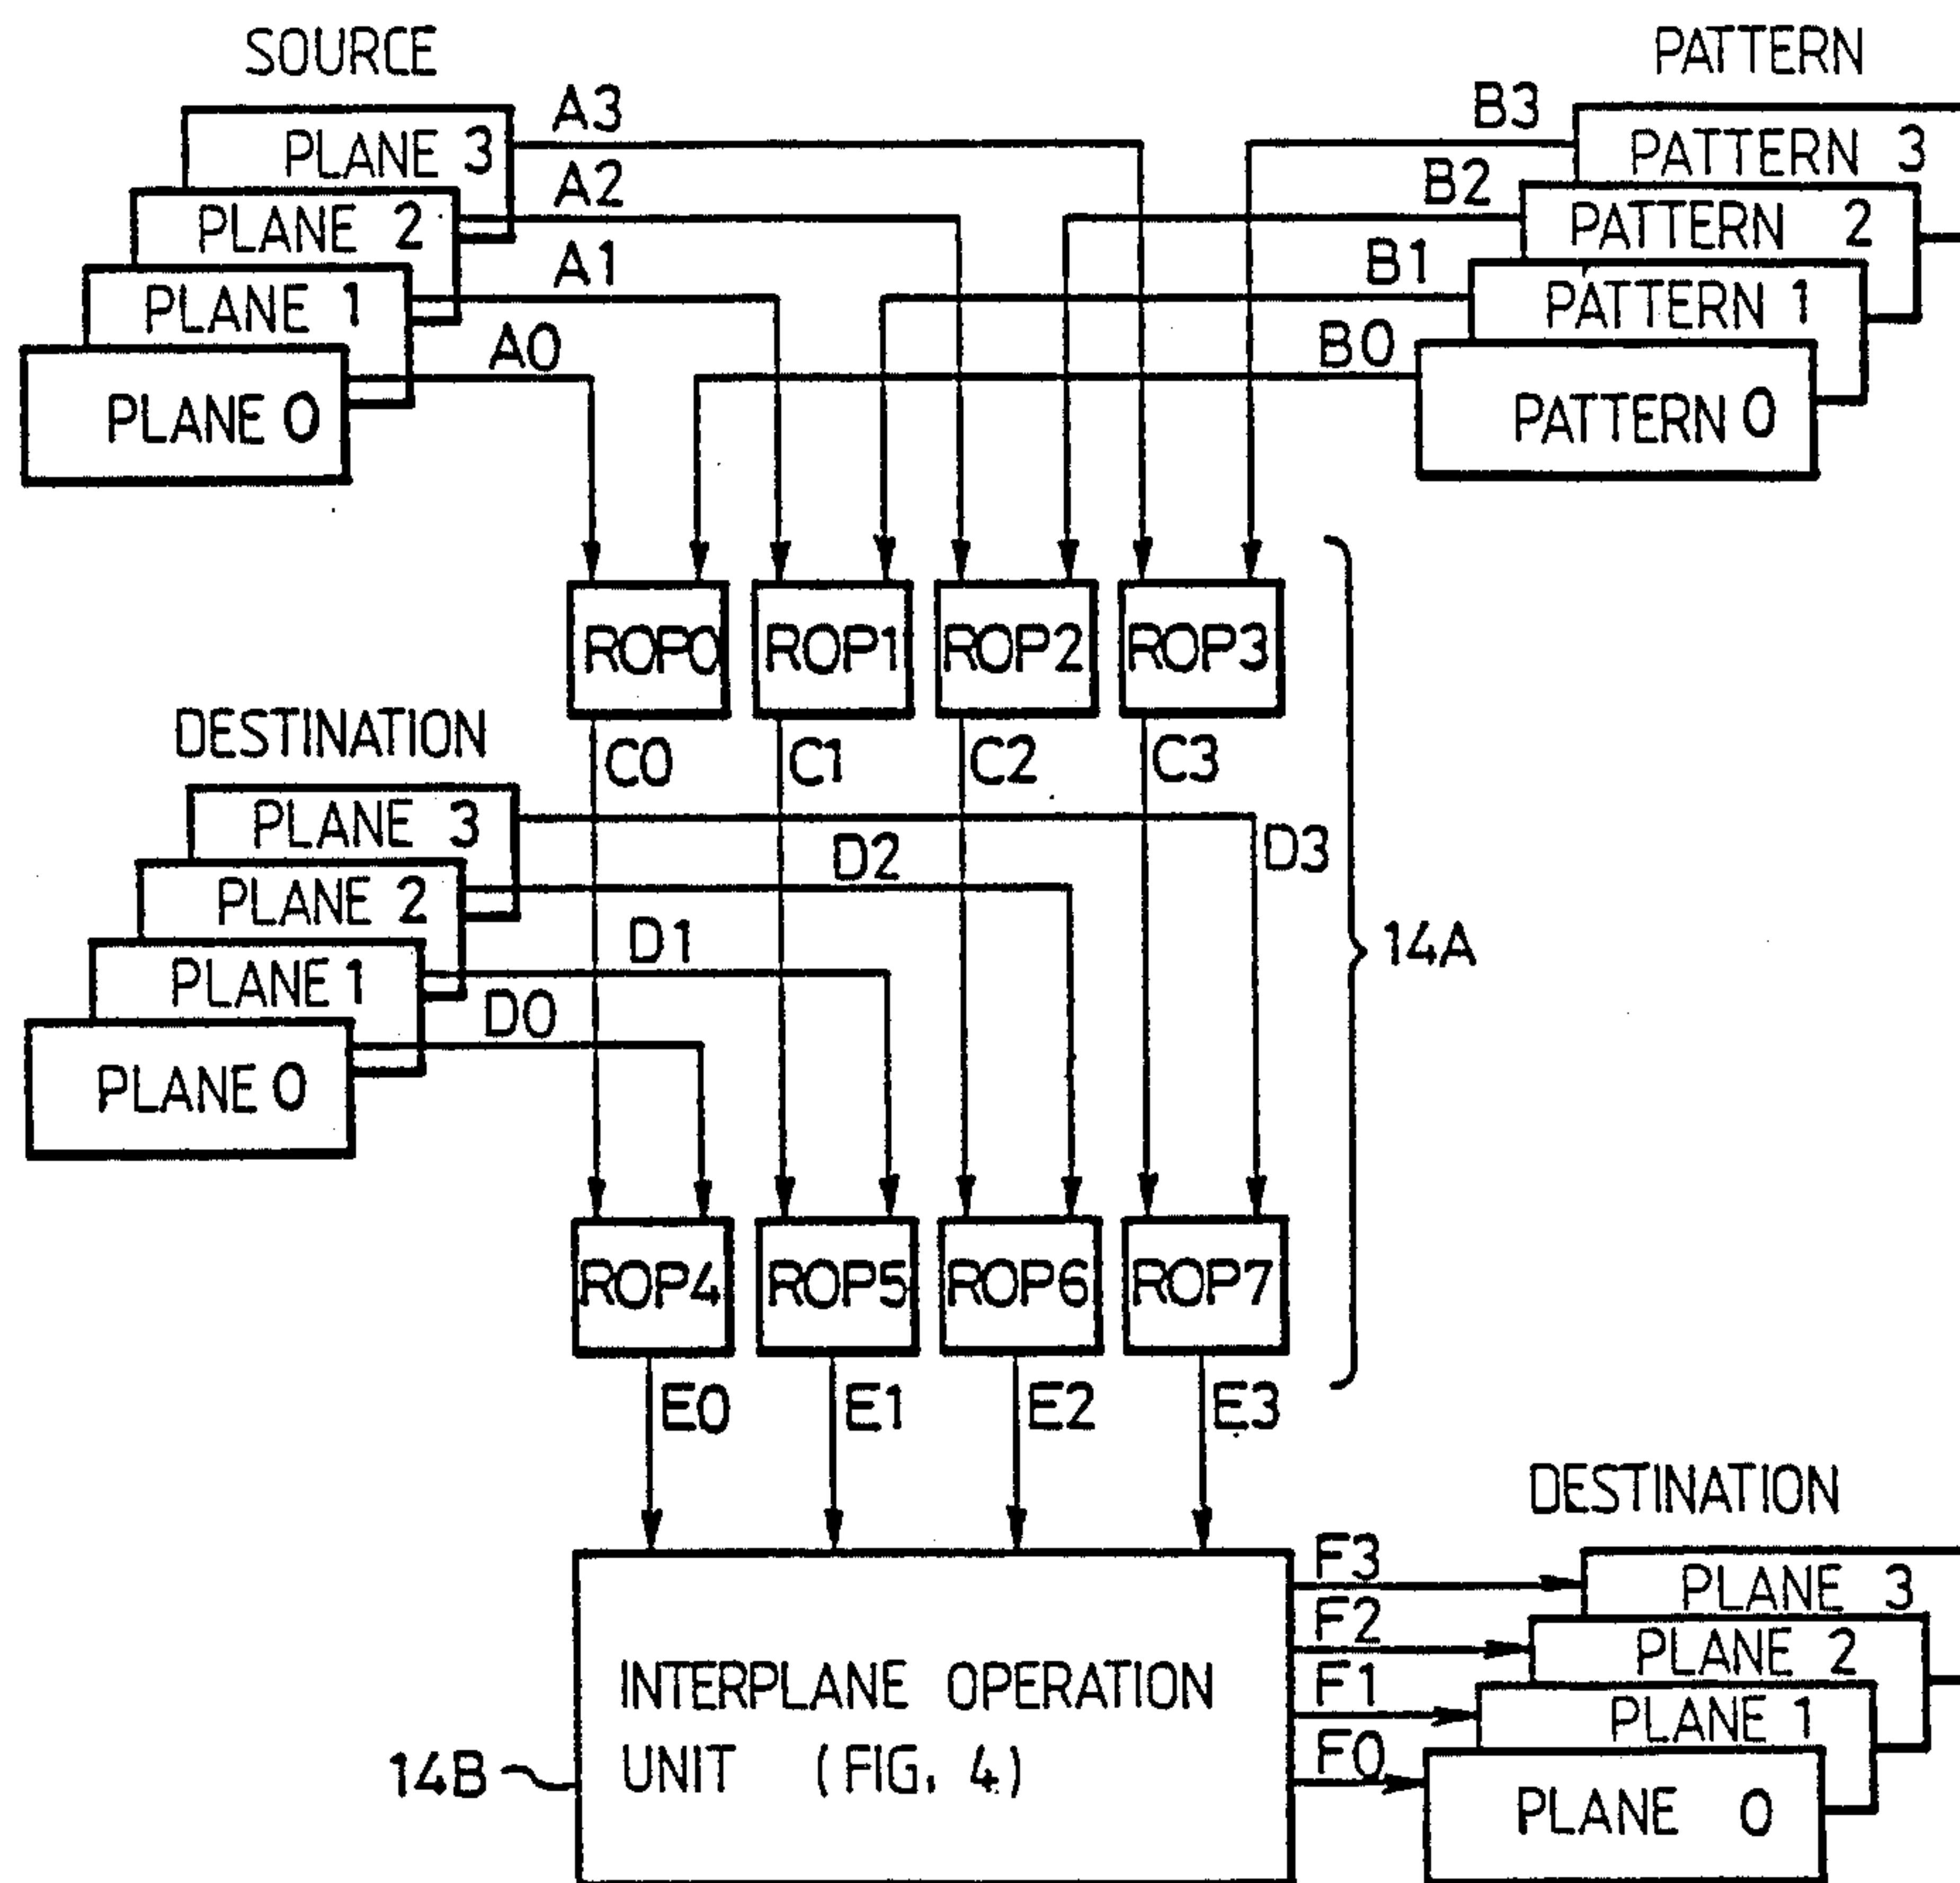 SOURCE
PATTERN
A3
B3
PLANE 3
PATTERN 3
A2
B2
PLANE 2
PATTERN 2
A1
B1
PLANE 1
PATTERN 1
A0
B0
PLANE 0
PATTERN 0
ROP0
ROP1
ROP2
ROP3
DESTINATION
C0
C1
C2
C3
PLANE 3
D3
D2
PLANE 2
D1
14A
PLANE 1
D0
PLANE 0
ROP4
ROP5
ROP6
ROP7
E0
E1
E2
E3
DESTINATION
F3
PLANE 3
F2
PLANE 2
F1
PLANE 1
F0
PLANE 0
INTERPLANE OPERATION
UNIT (FIG. 4)
14B